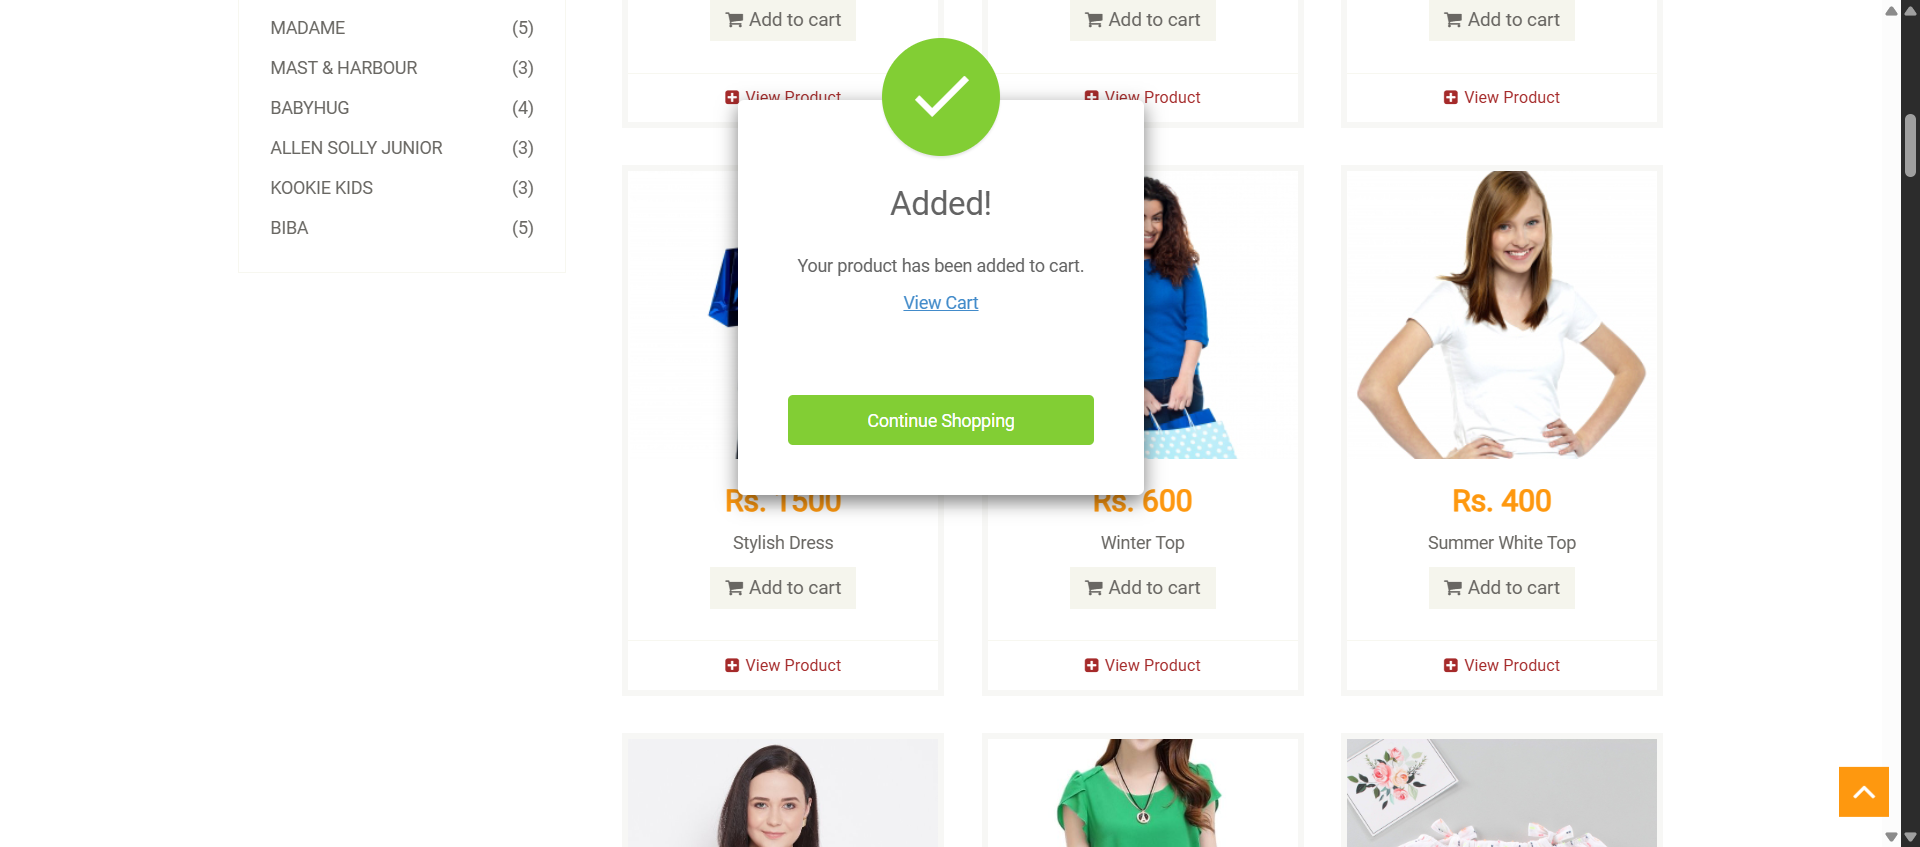 MADAME (5)
MAST & HARBOUR (3)
BABYHUG (4)
ALLEN SOLLY JUNIOR (3)
KOOKIE KIDS (3)
BIBA (5)
Add to cart
Add to cart
Add to cart
View Product
View Product
View Product
Added!
Your product has been added to cart.
View Cart
Continue Shopping
Rs. 1500
Stylish Dress
Add to cart
View Product
Rs. 600
Winter Top
Add to cart
View Product
Rs. 400
Summer White Top
Add to cart
View Product